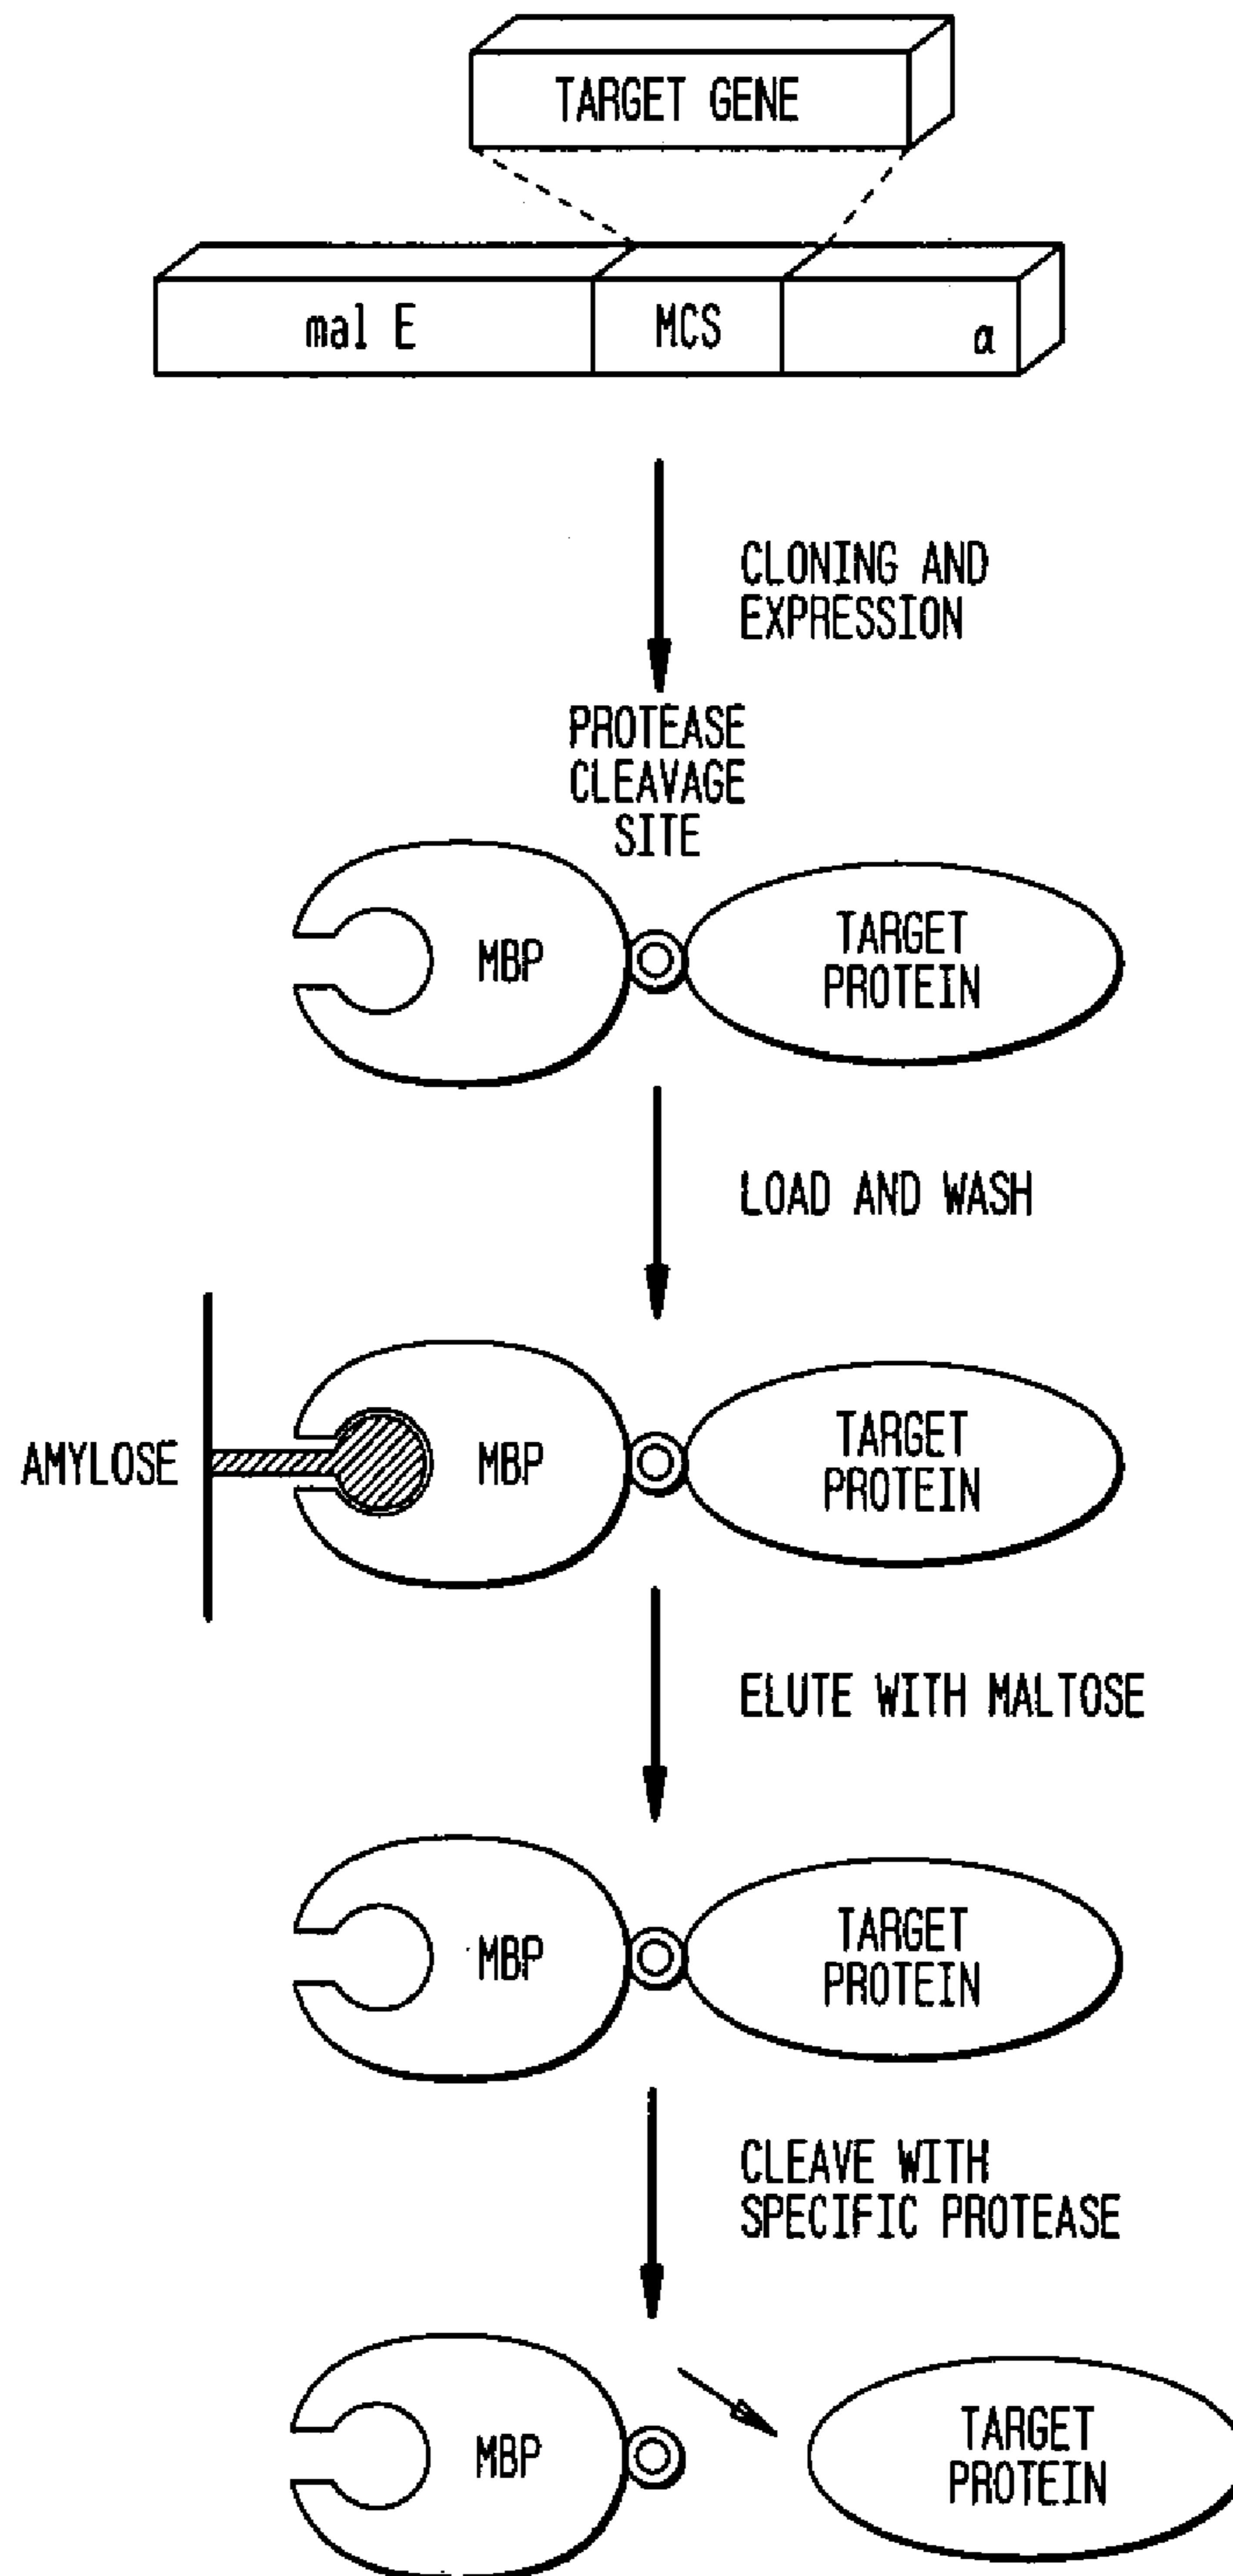 TARGET GENE
mal E
MCS
α
CLONING AND
EXPRESSION
PROTEASE
CLEAVAGE
SITE
MBP
TARGET
PROTEIN
LOAD AND WASH
AMYLOSE
MBP
TARGET
PROTEIN
ELUTE WITH MALTOSE
MBP
TARGET
PROTEIN
CLEAVE WITH
SPECIFIC PROTEASE
MBP
TARGET
PROTEIN